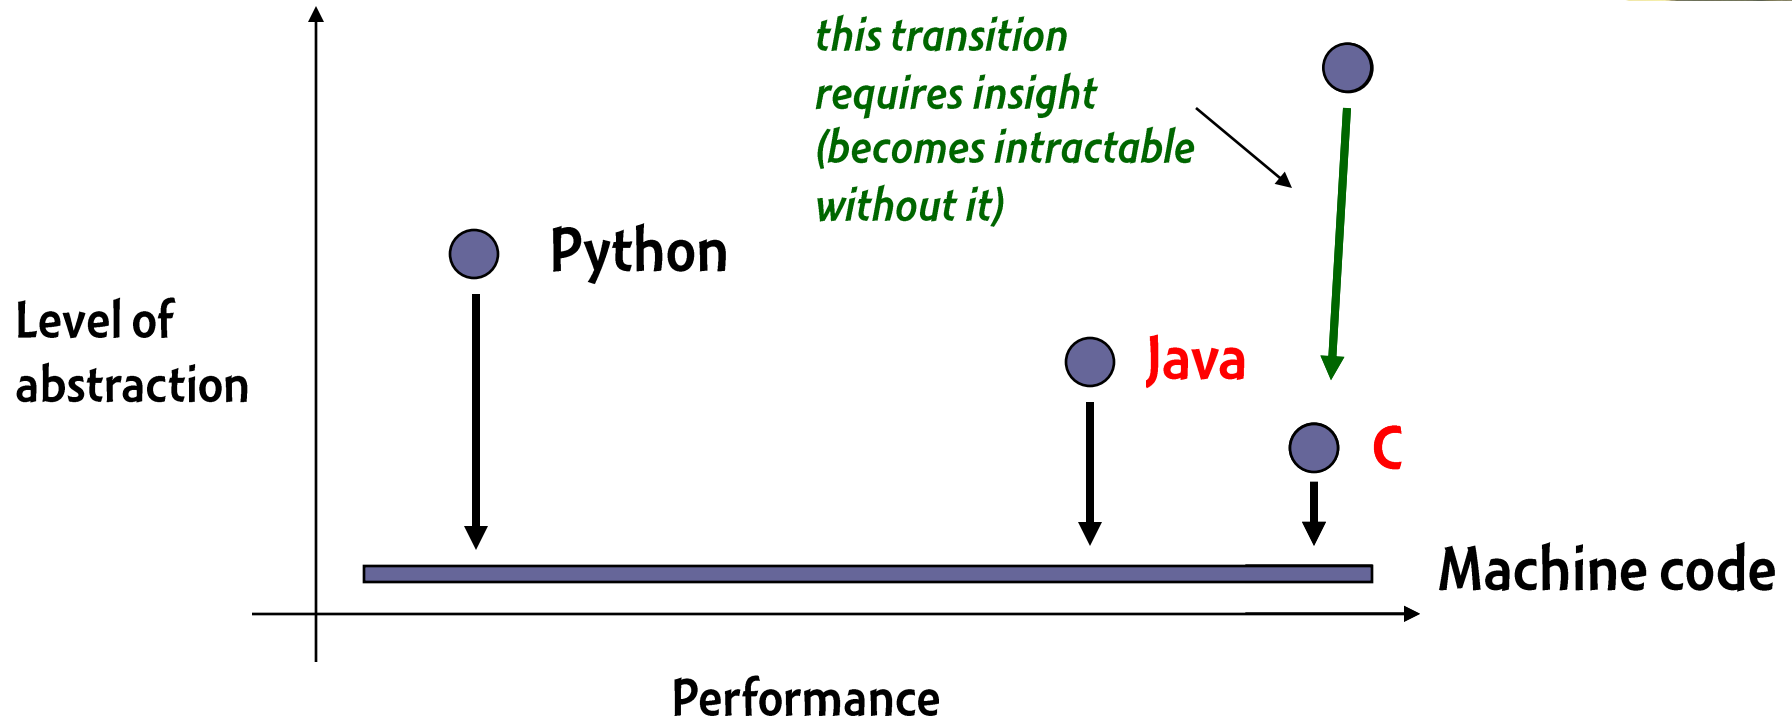 this transition
requires insight
(becomes intractable
without it)
Python
Level of
abstraction
Java
C
Machine code
Performance